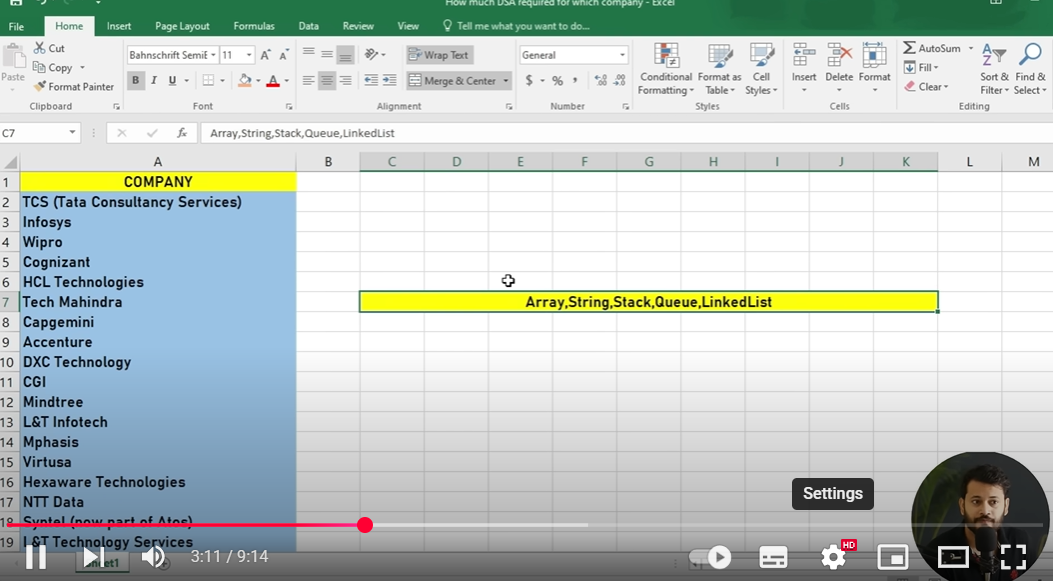 How much DSA required for which company - Excel
File Home Insert Page Layout Formulas Data Review View Tell me what you want to do...
Paste
Cut
Copy
Format Painter
Clipboard
Bahnschrift SemiE 11 A A
B I U A
Font
Wrap Text
Merge & Center
Alignment
General
$ % , .0 .00
Number
Conditional Formatting
Format as Table
Cell Styles
Styles
Insert Delete Format
Cells
AutoSum
Fill
Clear
Sort & Filter
Find & Select
Editing
C7 fx Array,String,Stack,Queue,LinkedList
A B C D E F G H I J K L M
1 COMPANY
2 TCS (Tata Consultancy Services)
3 Infosys
4 Wipro
5 Cognizant
6 HCL Technologies
7 Tech Mahindra Array,String,Stack,Queue,LinkedList
8 Capgemini
9 Accenture
10 DXC Technology
11 CGI
12 Mindtree
13 L&T Infotech
14 Mphasis
15 Virtusa
16 Hexaware Technologies
17 NTT Data
18 Syntel (now part of Atos)
19 L&T Technology Services
Settings
3:11 / 9:14
HD